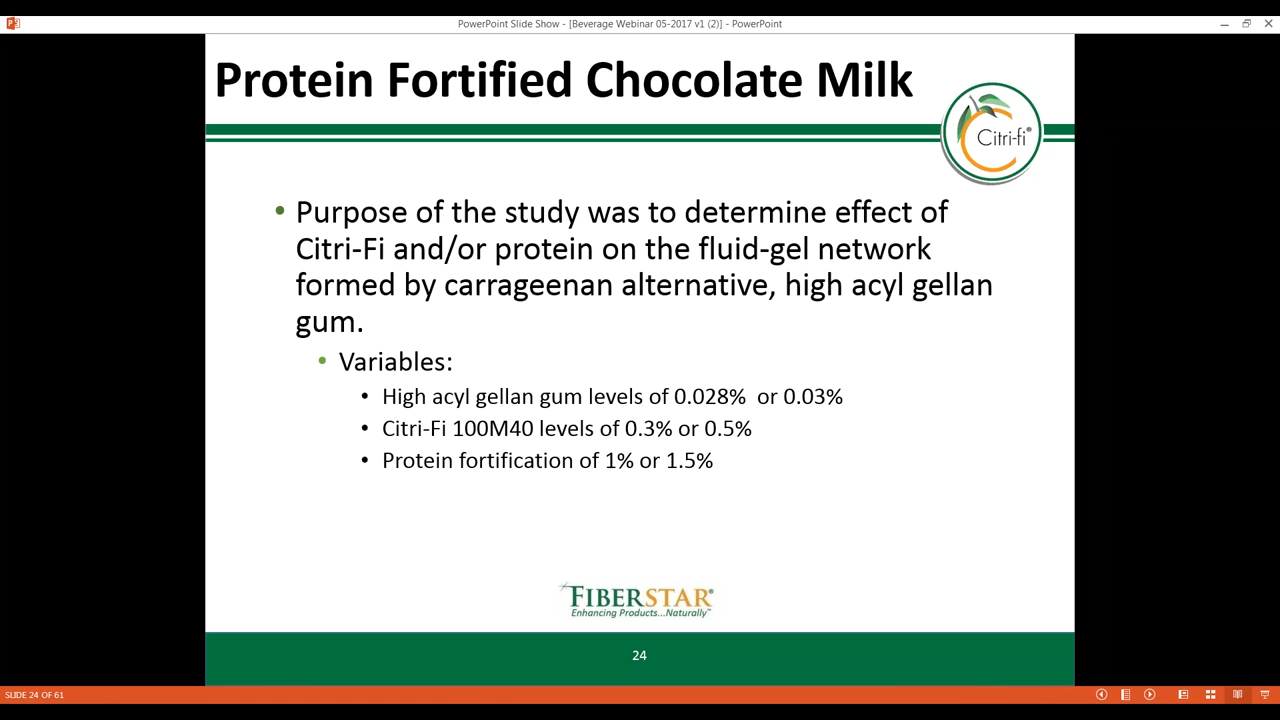 PowerPoint Slide Show - [Beverage Webinar 05-2017 v1 (2)] - PowerPoint
Protein Fortified Chocolate Milk
Citri-fi®
• Purpose of the study was to determine effect of
Citri-Fi and/or protein on the fluid-gel network
formed by carrageenan alternative, high acyl gellan
gum.
• Variables:
• High acyl gellan gum levels of 0.028%  or 0.03%
• Citri-Fi 100M40 levels of 0.3% or 0.5%
• Protein fortification of 1% or 1.5%
FIBERSTAR®
Enhancing Products...Naturally™
24
SLIDE 24 OF 61